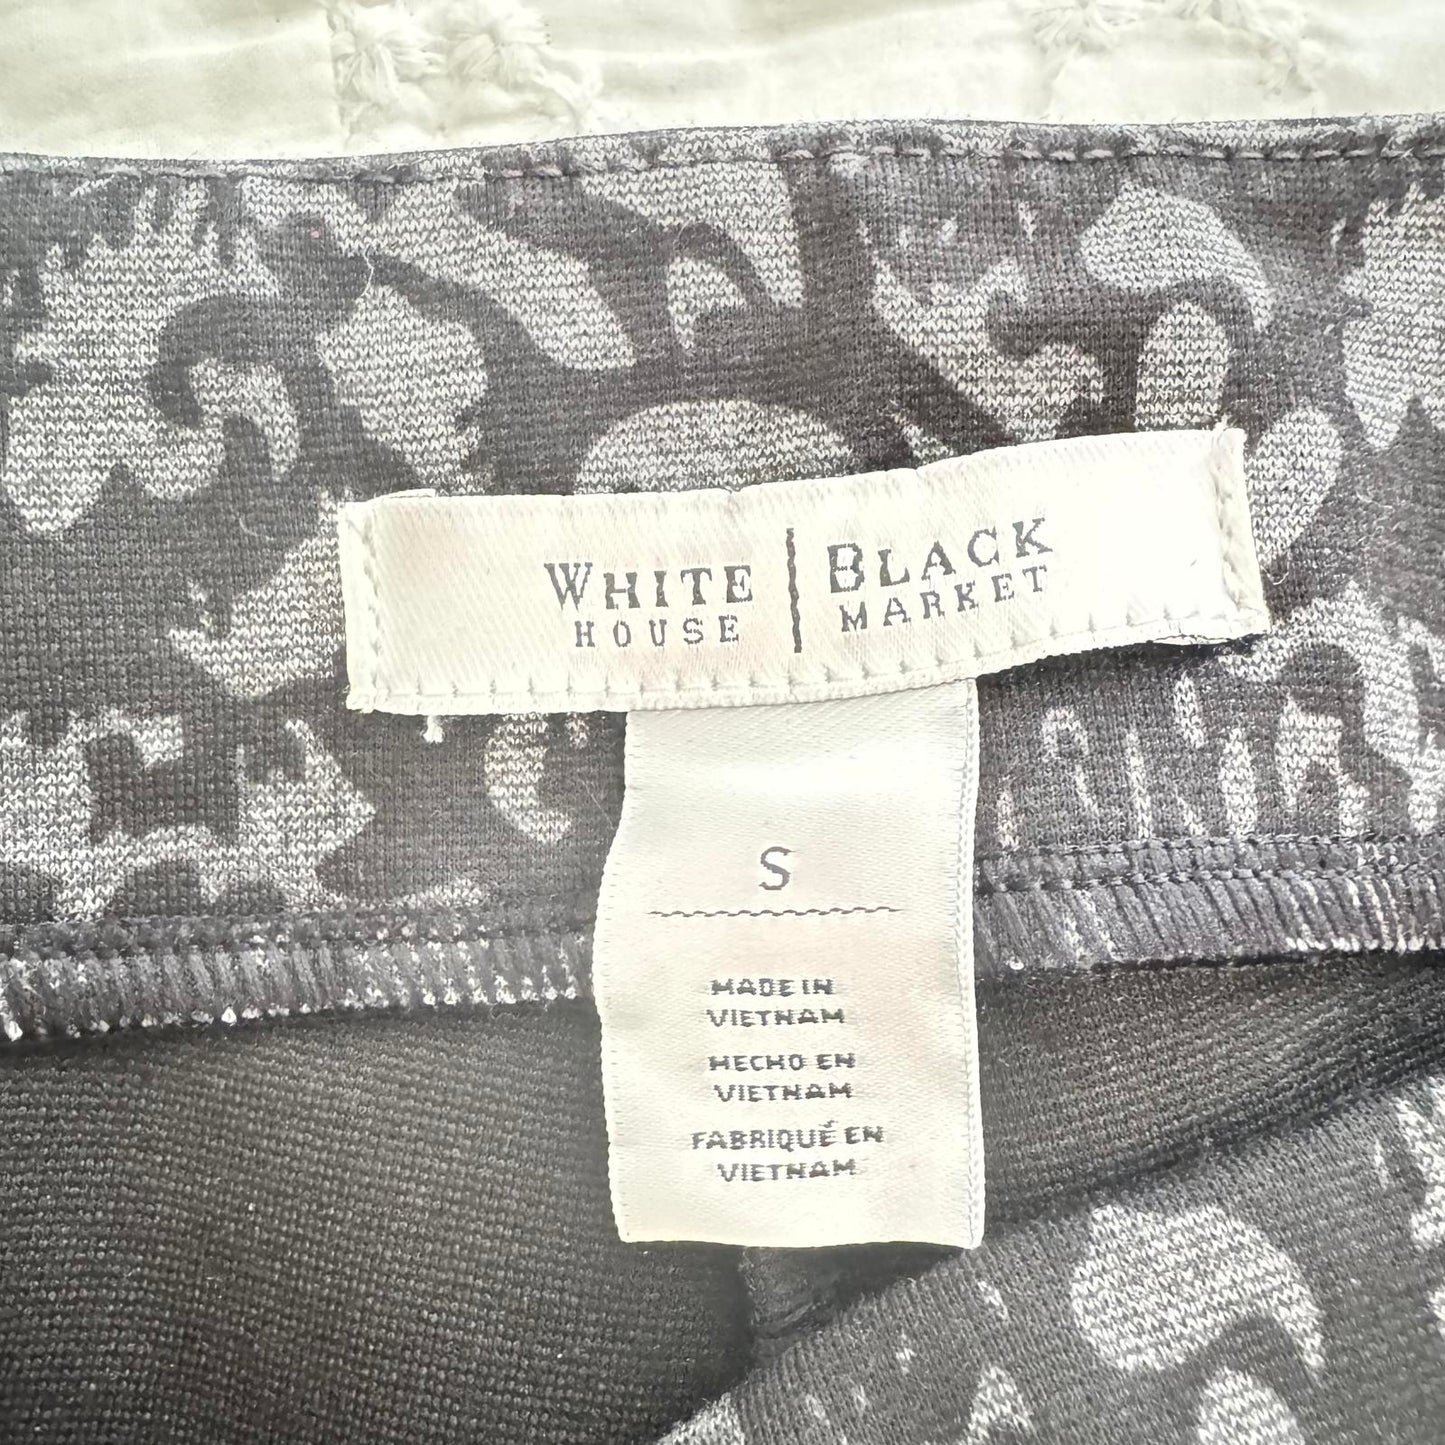 WHITE | BLACK
HOUSE | MARKET
S
MADE IN
VIETNAM
HECHO EN
VIETNAM
FABRIQUÉ EN
VIETNAM